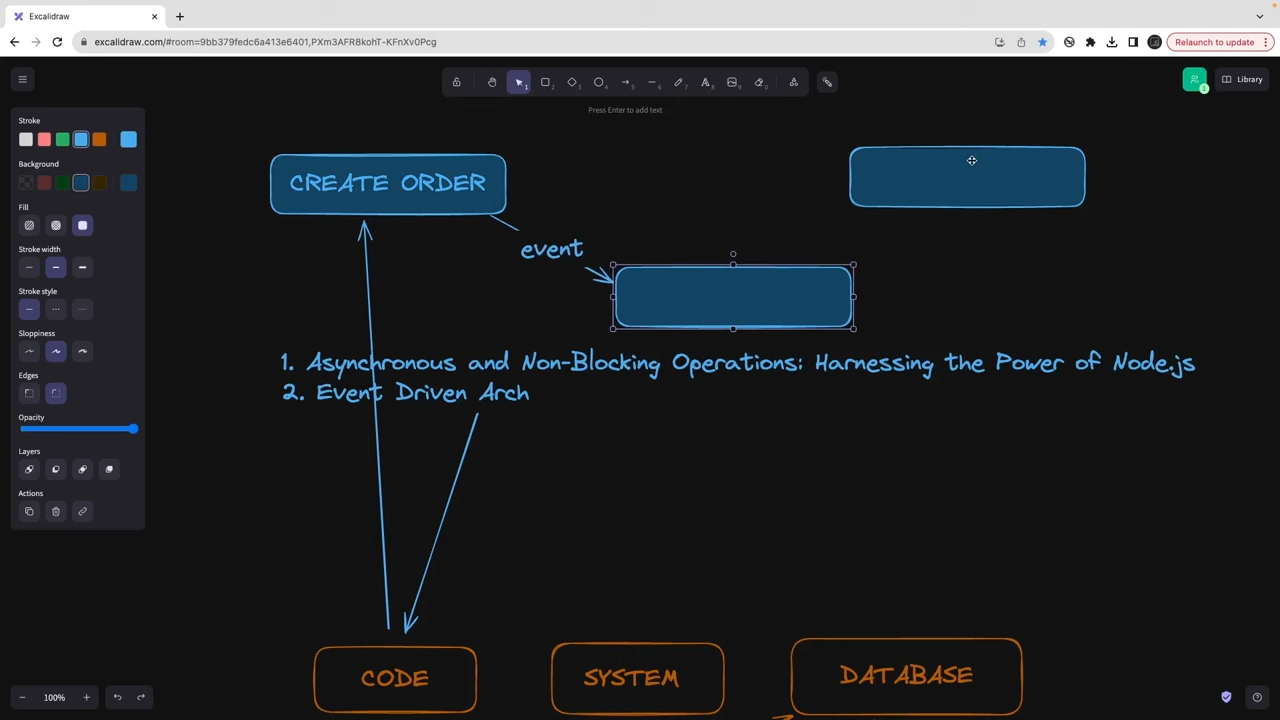 Excalidraw
excalidraw.com/#room=9bb379fedc6a413e6401,PXm3AFR8kohT-KFnXv0Pcg
Relaunch to update
Library
Press Enter to add text
Stroke
Background
Fill
Stroke width
Stroke style
Sloppiness
Edges
Opacity
Layers
Actions
100%
CREATE ORDER
event
1. Asynchronous and Non-Blocking Operations: Harnessing the Power of Node.js
2. Event Driven Arch
CODE
SYSTEM
DATABASE